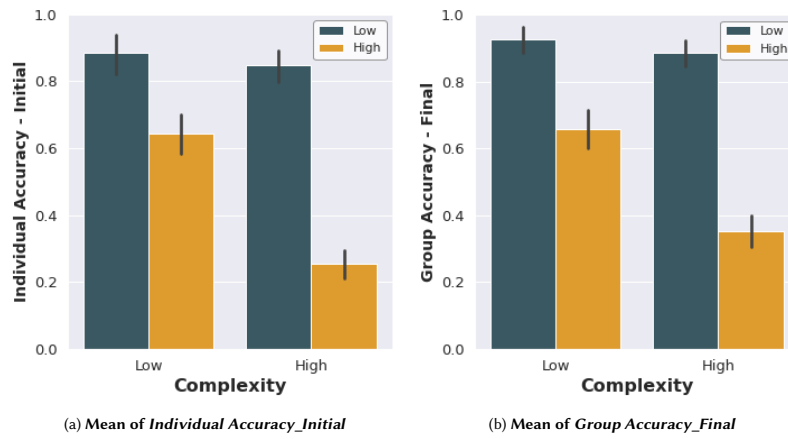 Individual Accuracy - Initial
1.0
0.8
0.6
0.4
0.2
0.0
Low
High
Low
High
Complexity
(a) Mean of Individual Accuracy_Initial
Group Accuracy - Final
1.0
0.8
0.6
0.4
0.2
0.0
Low
High
Low
High
Complexity
(b) Mean of Group Accuracy_Final